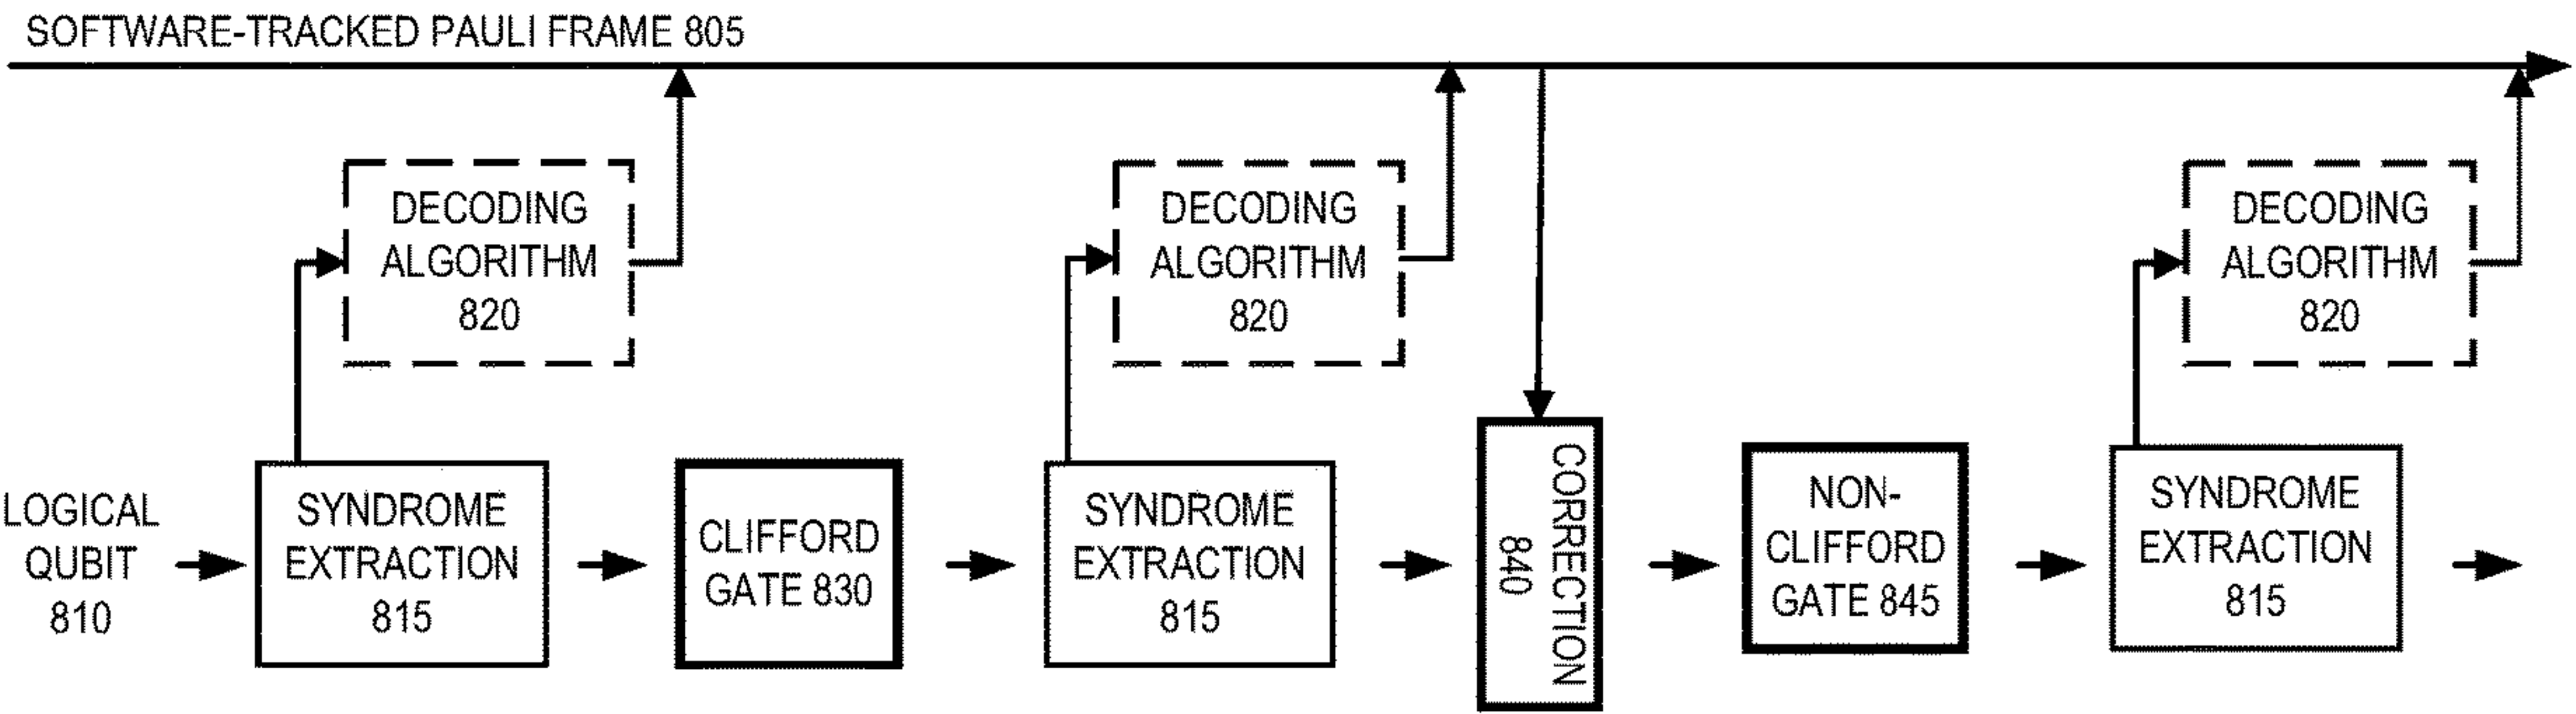 SOFTWARE-TRACKED PAULI FRAME 805
DECODING
ALGORITHM
820
DECODING
ALGORITHM
820
DECODING
ALGORITHM
820
LOGICAL
QUBIT
810
SYNDROME
EXTRACTION
815
CLIFFORD
GATE 830
SYNDROME
EXTRACTION
815
CORRECTION
840
NON-
CLIFFORD
GATE 845
SYNDROME
EXTRACTION
815